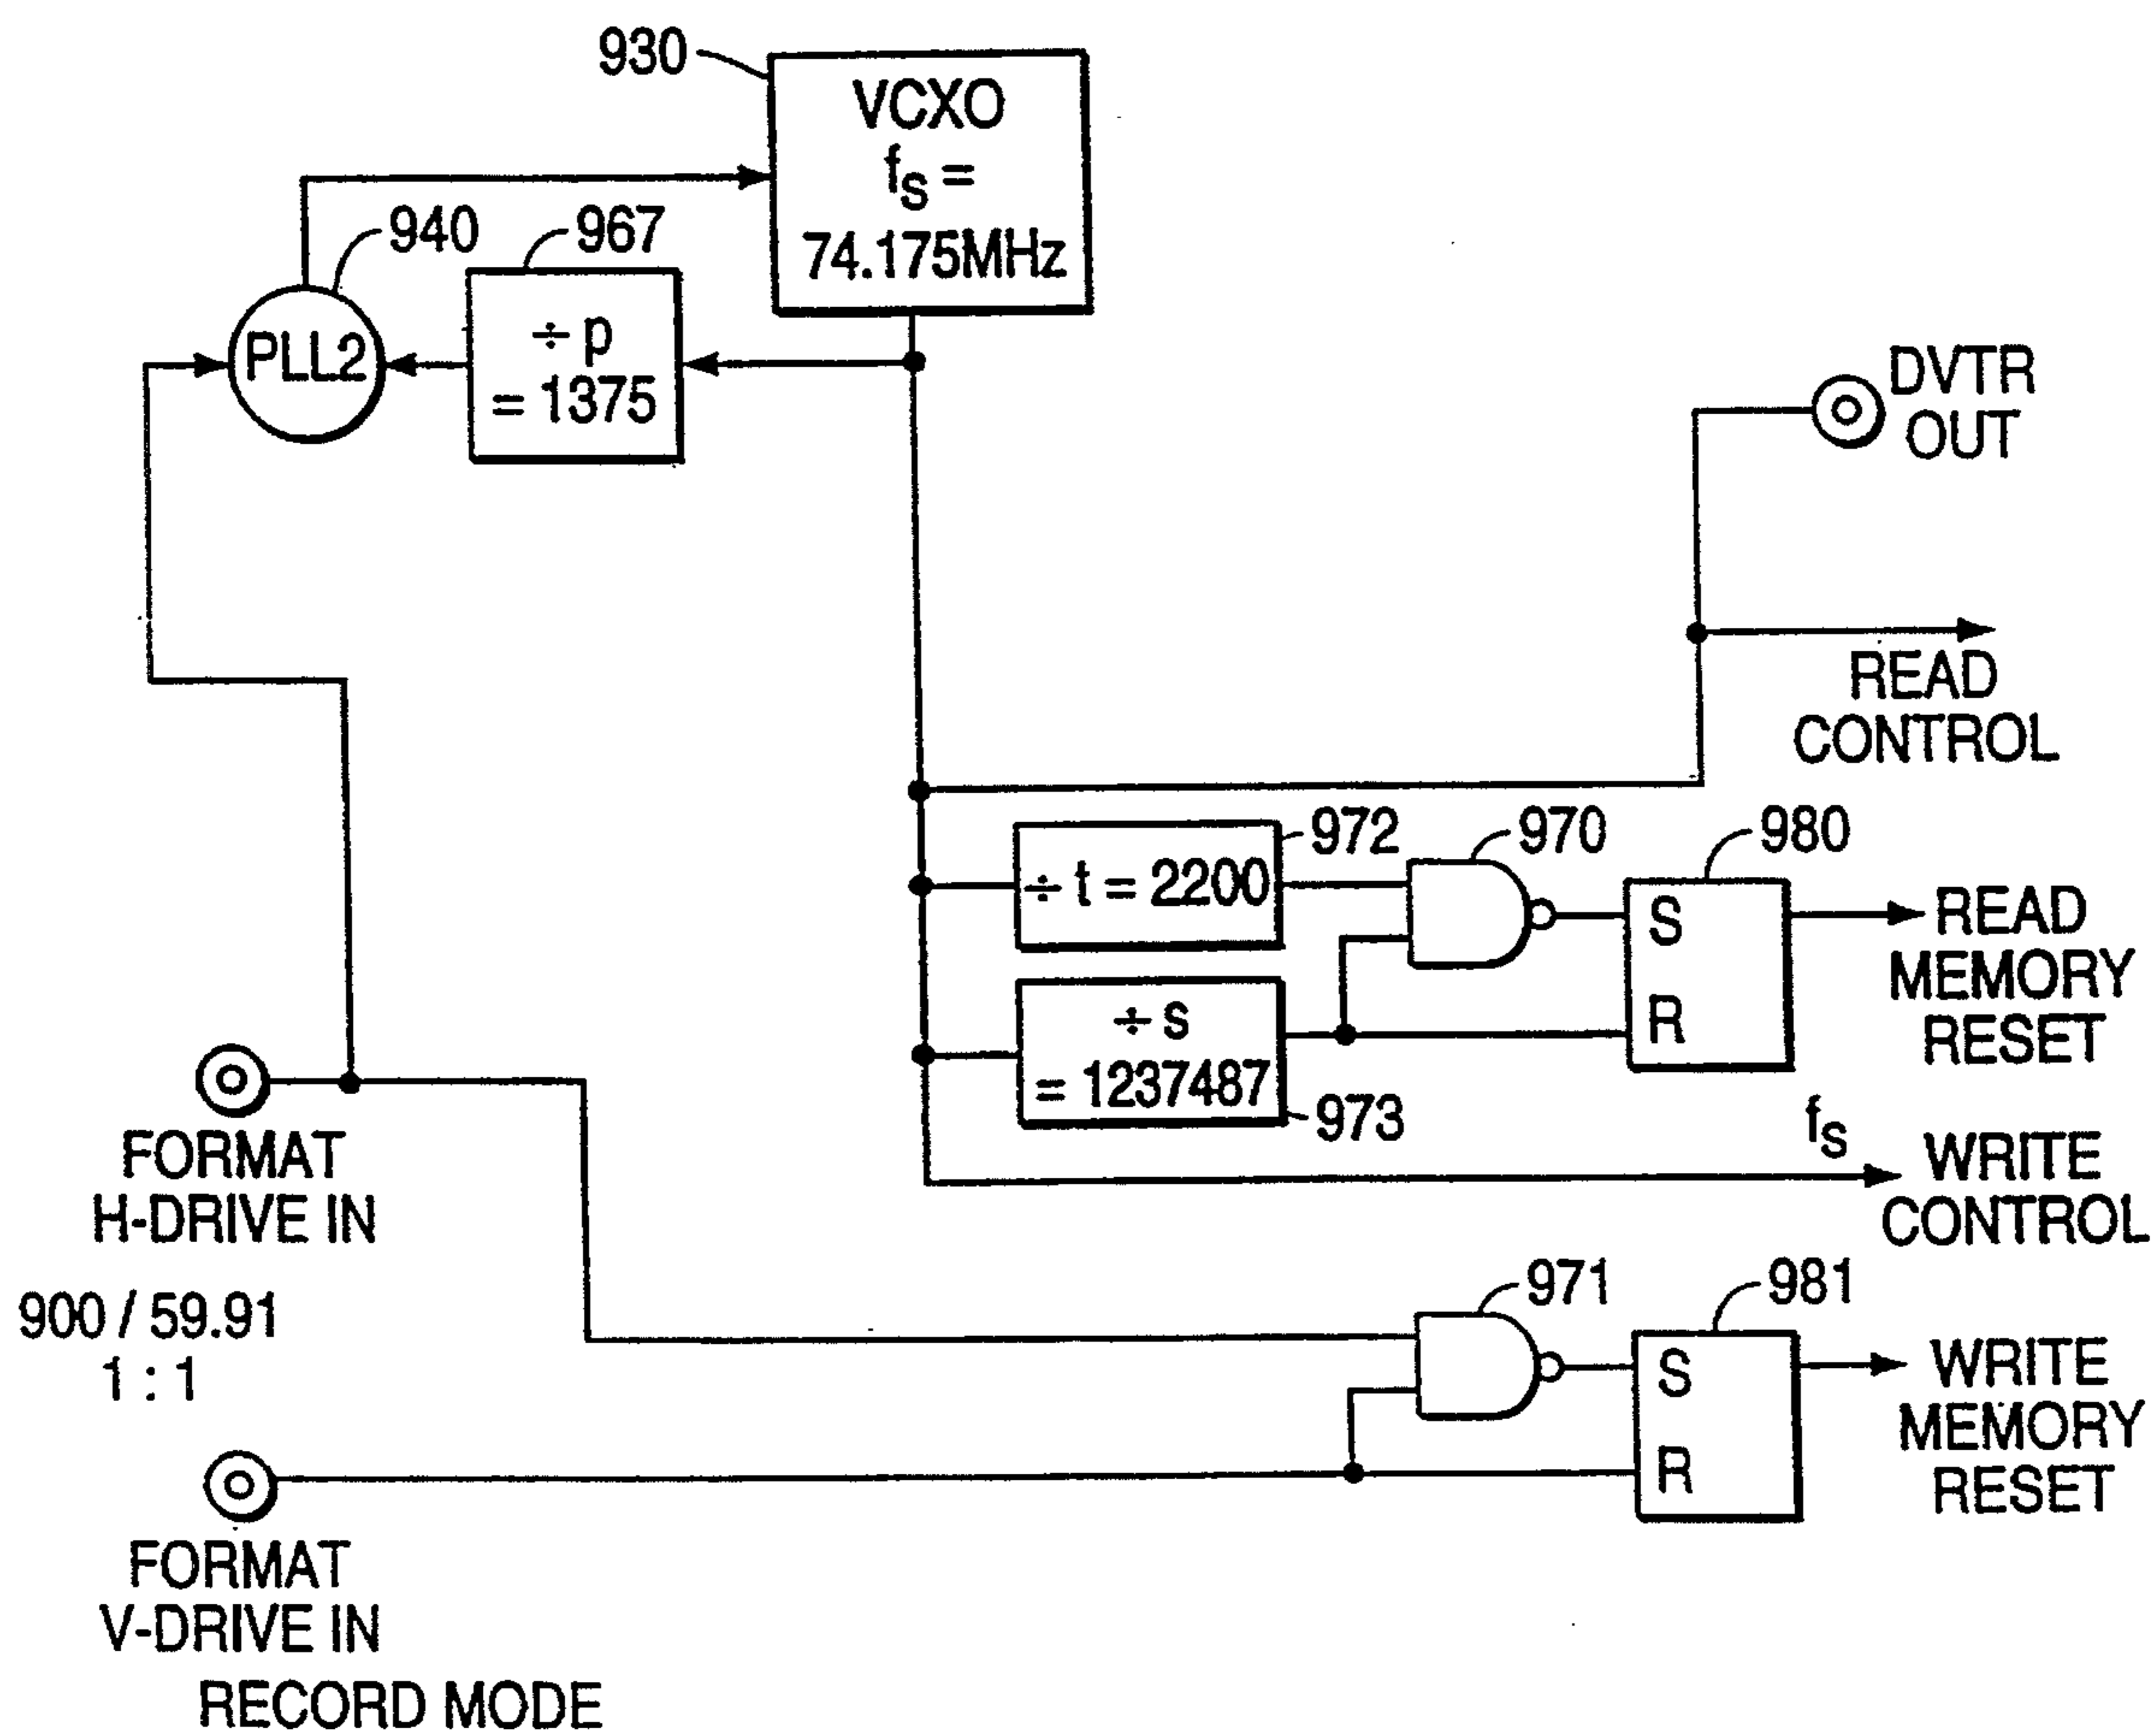 930
VCXO
fS =
74.175MHz
940
967
PLL2
÷ p
= 1375
DVTR
OUT
READ
CONTROL
972
970
980
÷ t = 2200
S
R
READ
MEMORY
RESET
÷ s
= 1237487
973
fS
WRITE
CONTROL
FORMAT
H-DRIVE IN
900 / 59.91
1 : 1
971
981
S
R
WRITE
MEMORY
RESET
FORMAT
V-DRIVE IN
RECORD MODE